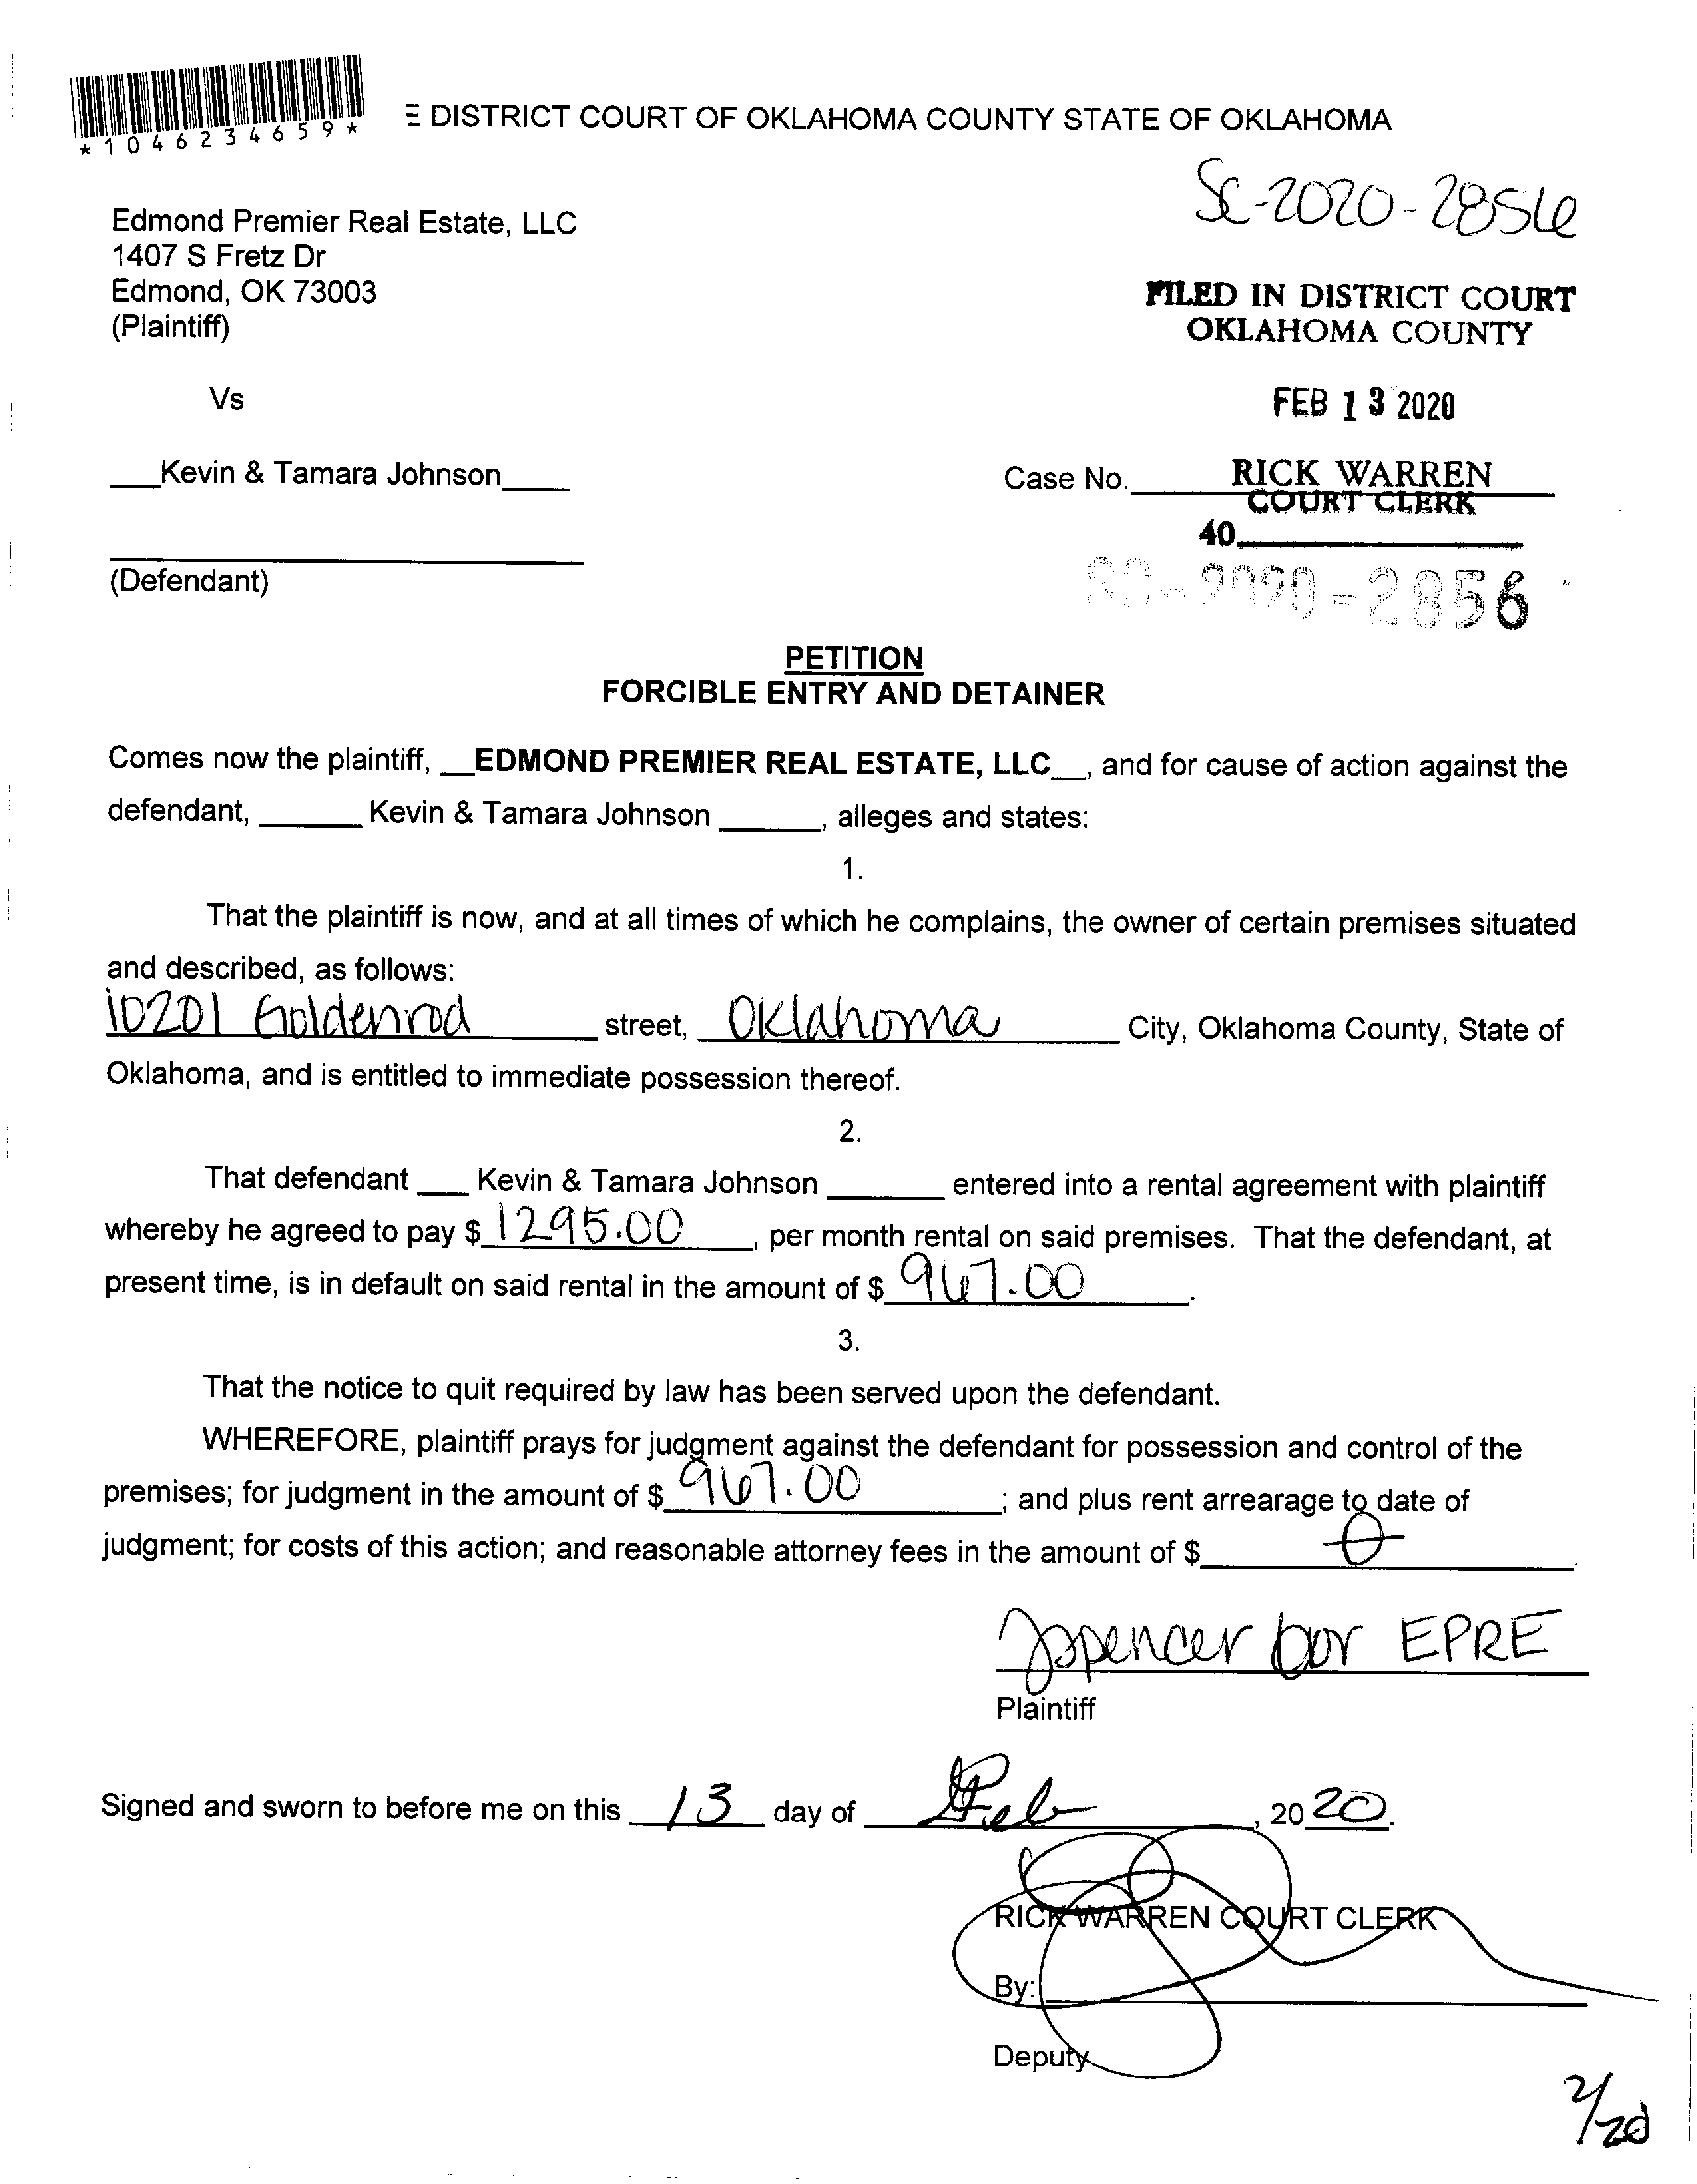 *1046234659*
E DISTRICT COURT OF OKLAHOMA COUNTY STATE OF OKLAHOMA
SC-2020-2856
Edmond Premier Real Estate, LLC
1407 S Fretz Dr
Edmond, OK 73003
(Plaintiff)
FILED IN DISTRICT COURT
OKLAHOMA COUNTY
Vs
FEB 13 2020
__Kevin & Tamara Johnson___
Case No.
RICK WARREN
COURT CLERK
40
(Defendant)
SC-2020-2856
PETITION
FORCIBLE ENTRY AND DETAINER
Comes now the plaintiff, __EDMOND PREMIER REAL ESTATE, LLC__, and for cause of action against the
defendant, ______ Kevin & Tamara Johnson ______, alleges and states:
1.
That the plaintiff is now, and at all times of which he complains, the owner of certain premises situated
and described, as follows:
10201 Goldenrod street, Oklahoma City, Oklahoma County, State of
Oklahoma, and is entitled to immediate possession thereof.
2.
That defendant ___ Kevin & Tamara Johnson _______ entered into a rental agreement with plaintiff
whereby he agreed to pay $ 1295.00, per month rental on said premises. That the defendant, at
present time, is in default on said rental in the amount of $ 967.00.
3.
That the notice to quit required by law has been served upon the defendant.
WHEREFORE, plaintiff prays for judgment against the defendant for possession and control of the
premises; for judgment in the amount of $ 967.00; and plus rent arrearage to date of
judgment; for costs of this action; and reasonable attorney fees in the amount of $ 0.
Jspencer for EPRE
Plaintiff
Signed and sworn to before me on this 13 day of Feb, 2020.
RICK WARREN COURT CLERK
By:
Deputy
2/20